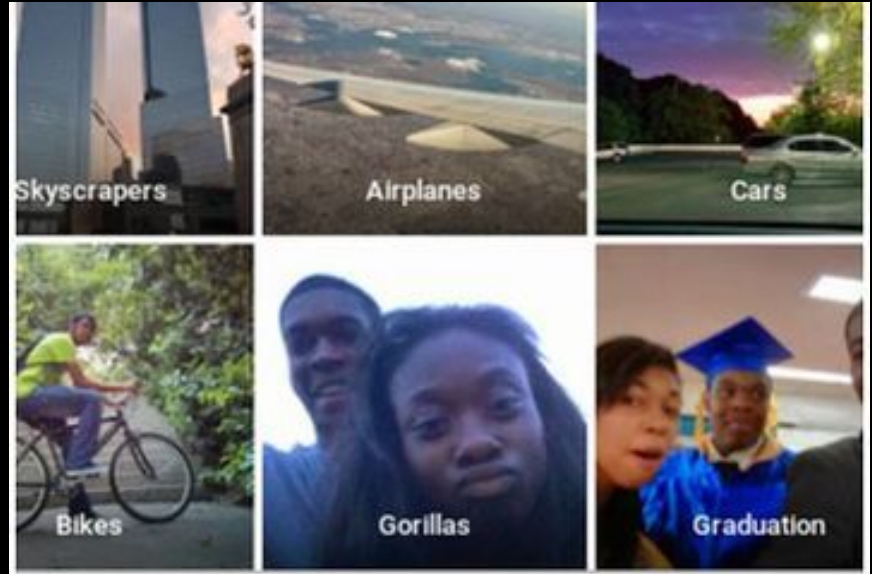 Skyscrapers
Airplanes
Cars
Bikes
Gorillas
Graduation